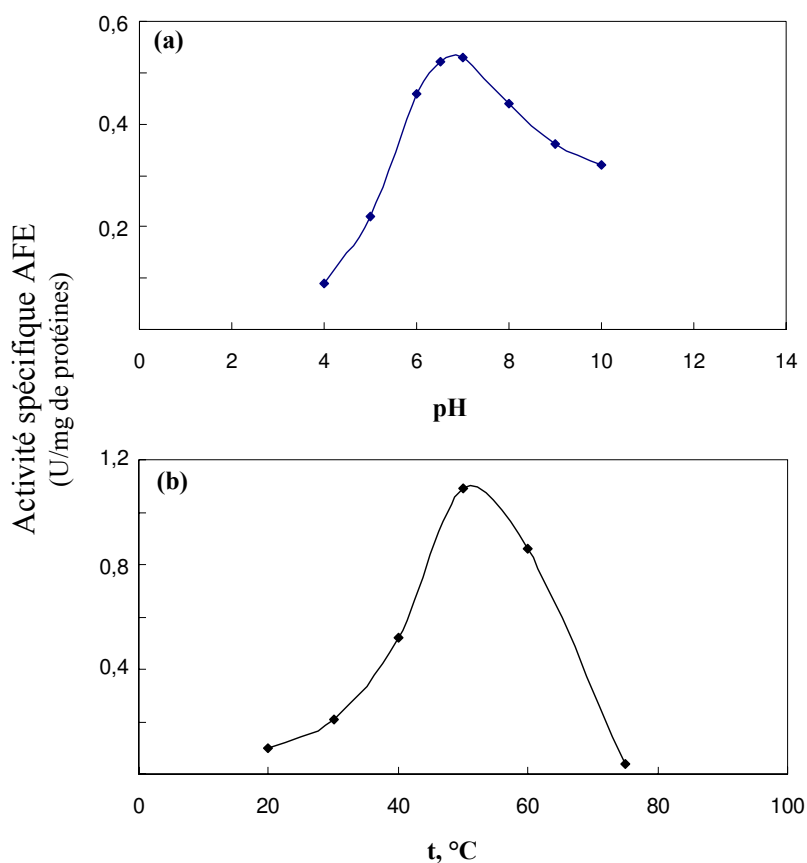 Activité spécifique AFE
(U/mg de protéines)
(a)
0,6
0,4
0,2
0 2 4 6 8 10 12 14
pH
(b)
1,2
0,8
0,4
0 20 40 60 80 100
t, °C